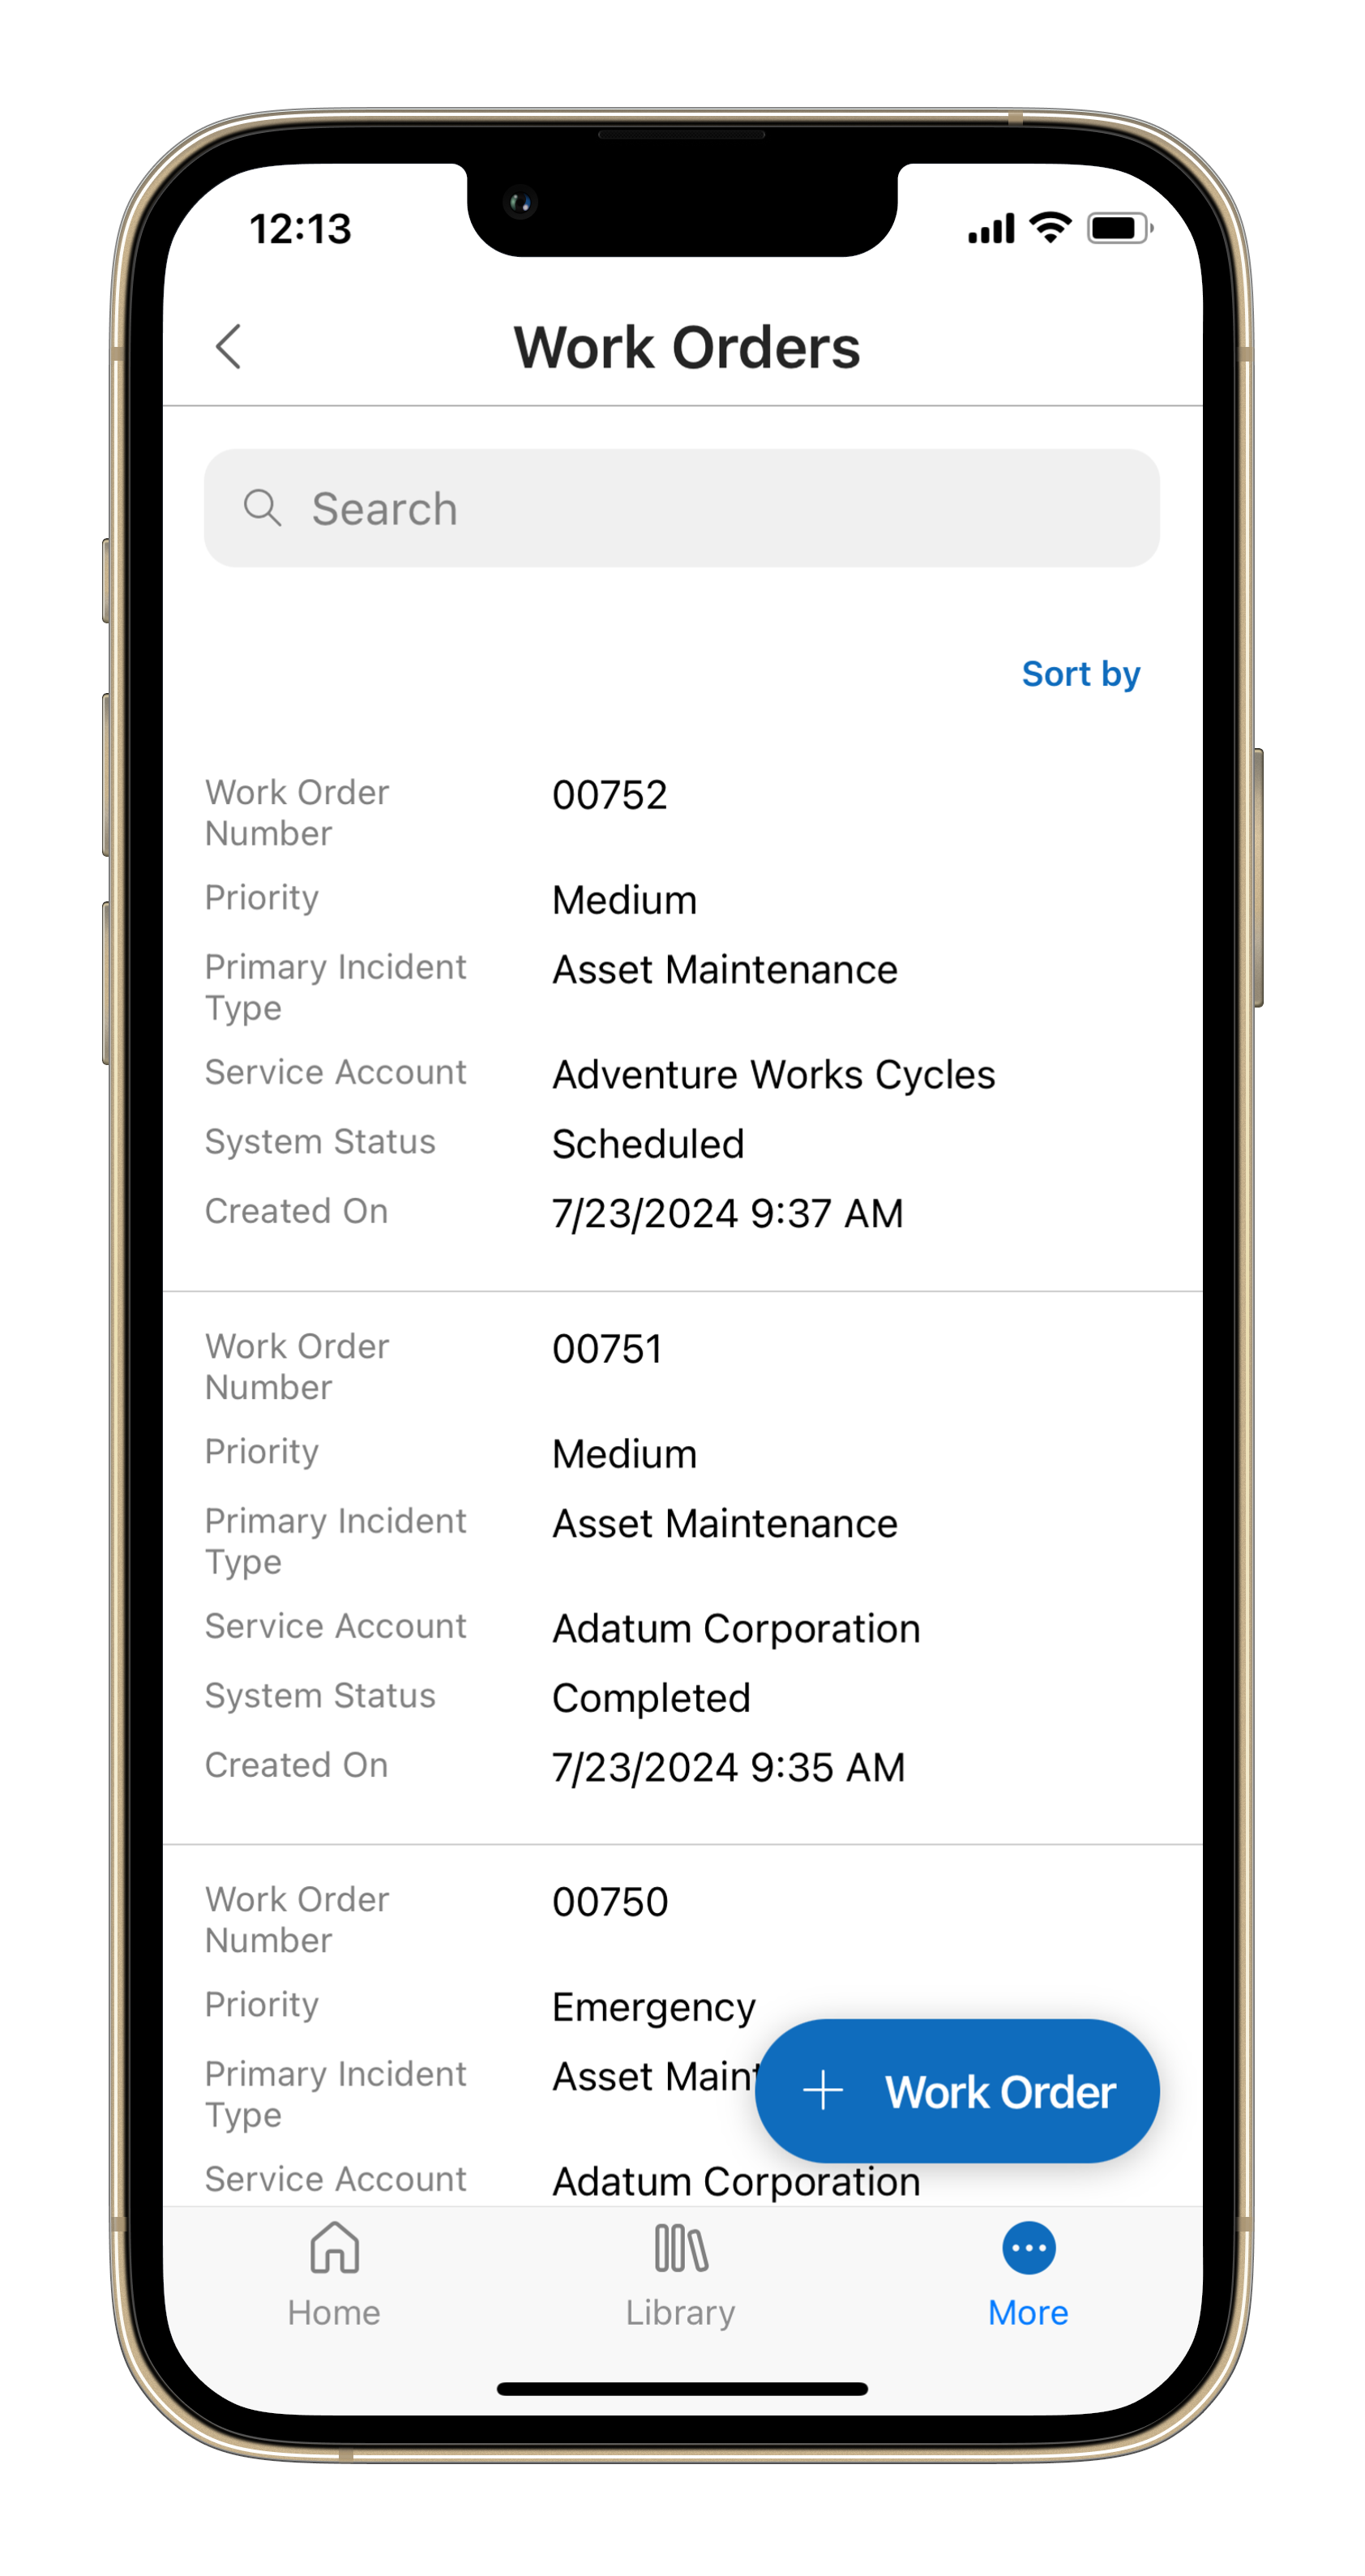 12:13
Work Orders
Search
Sort by
Work Order 00752
Number
Priority Medium
Primary Incident Asset Maintenance
Type
Service Account Adventure Works Cycles
System Status Scheduled
Created On 7/23/2024 9:37 AM
Work Order 00751
Number
Priority Medium
Primary Incident Asset Maintenance
Type
Service Account Adatum Corporation
System Status Completed
Created On 7/23/2024 9:35 AM
Work Order 00750
Number
Priority Emergency
Primary Incident Asset Maint
Type
Work Order
Service Account Adatum Corporation
Home Library More